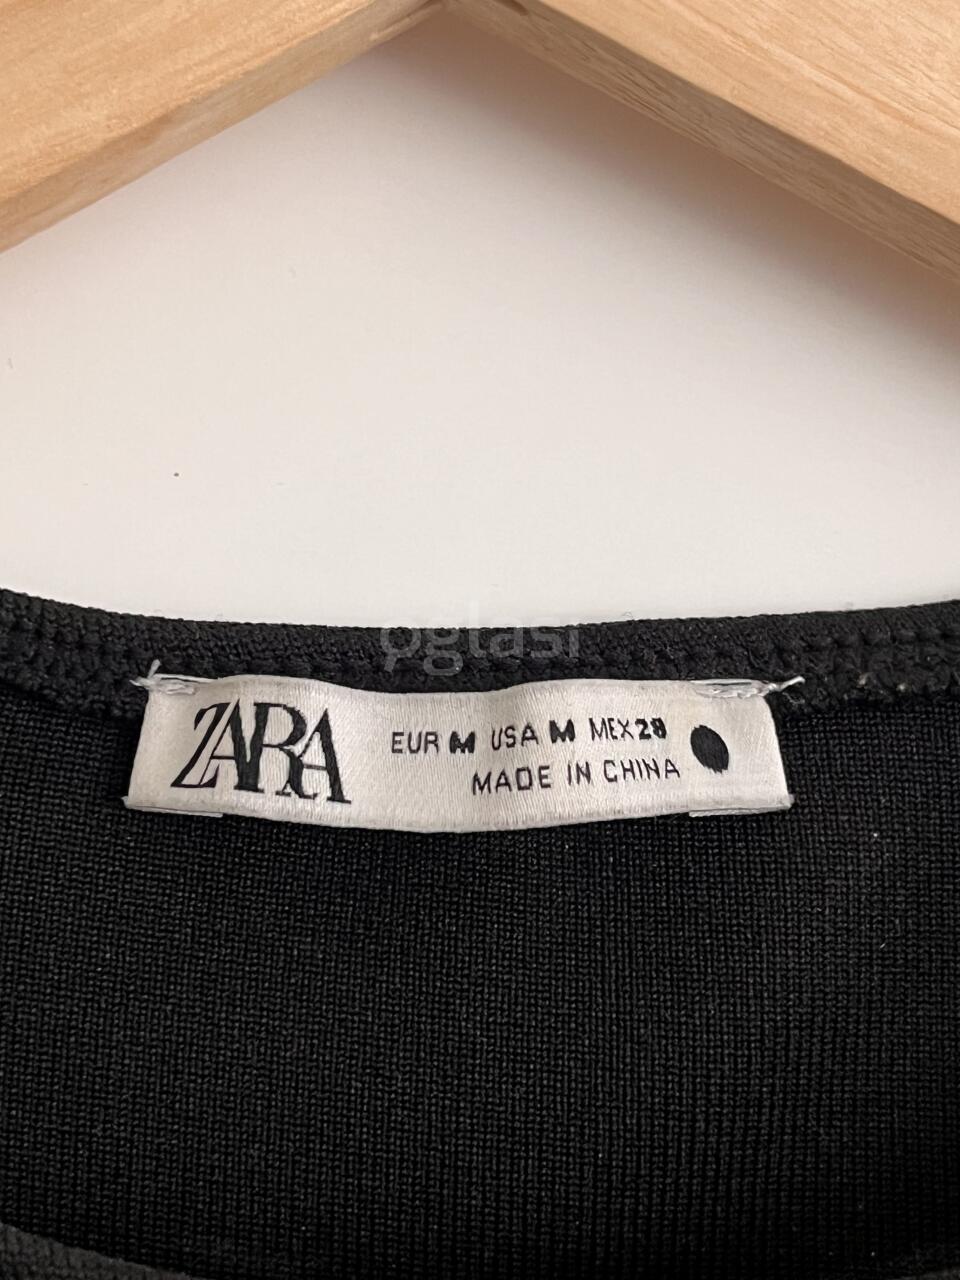 oglasi
ZARA
EUR M USA M MEX 28
MADE IN CHINA